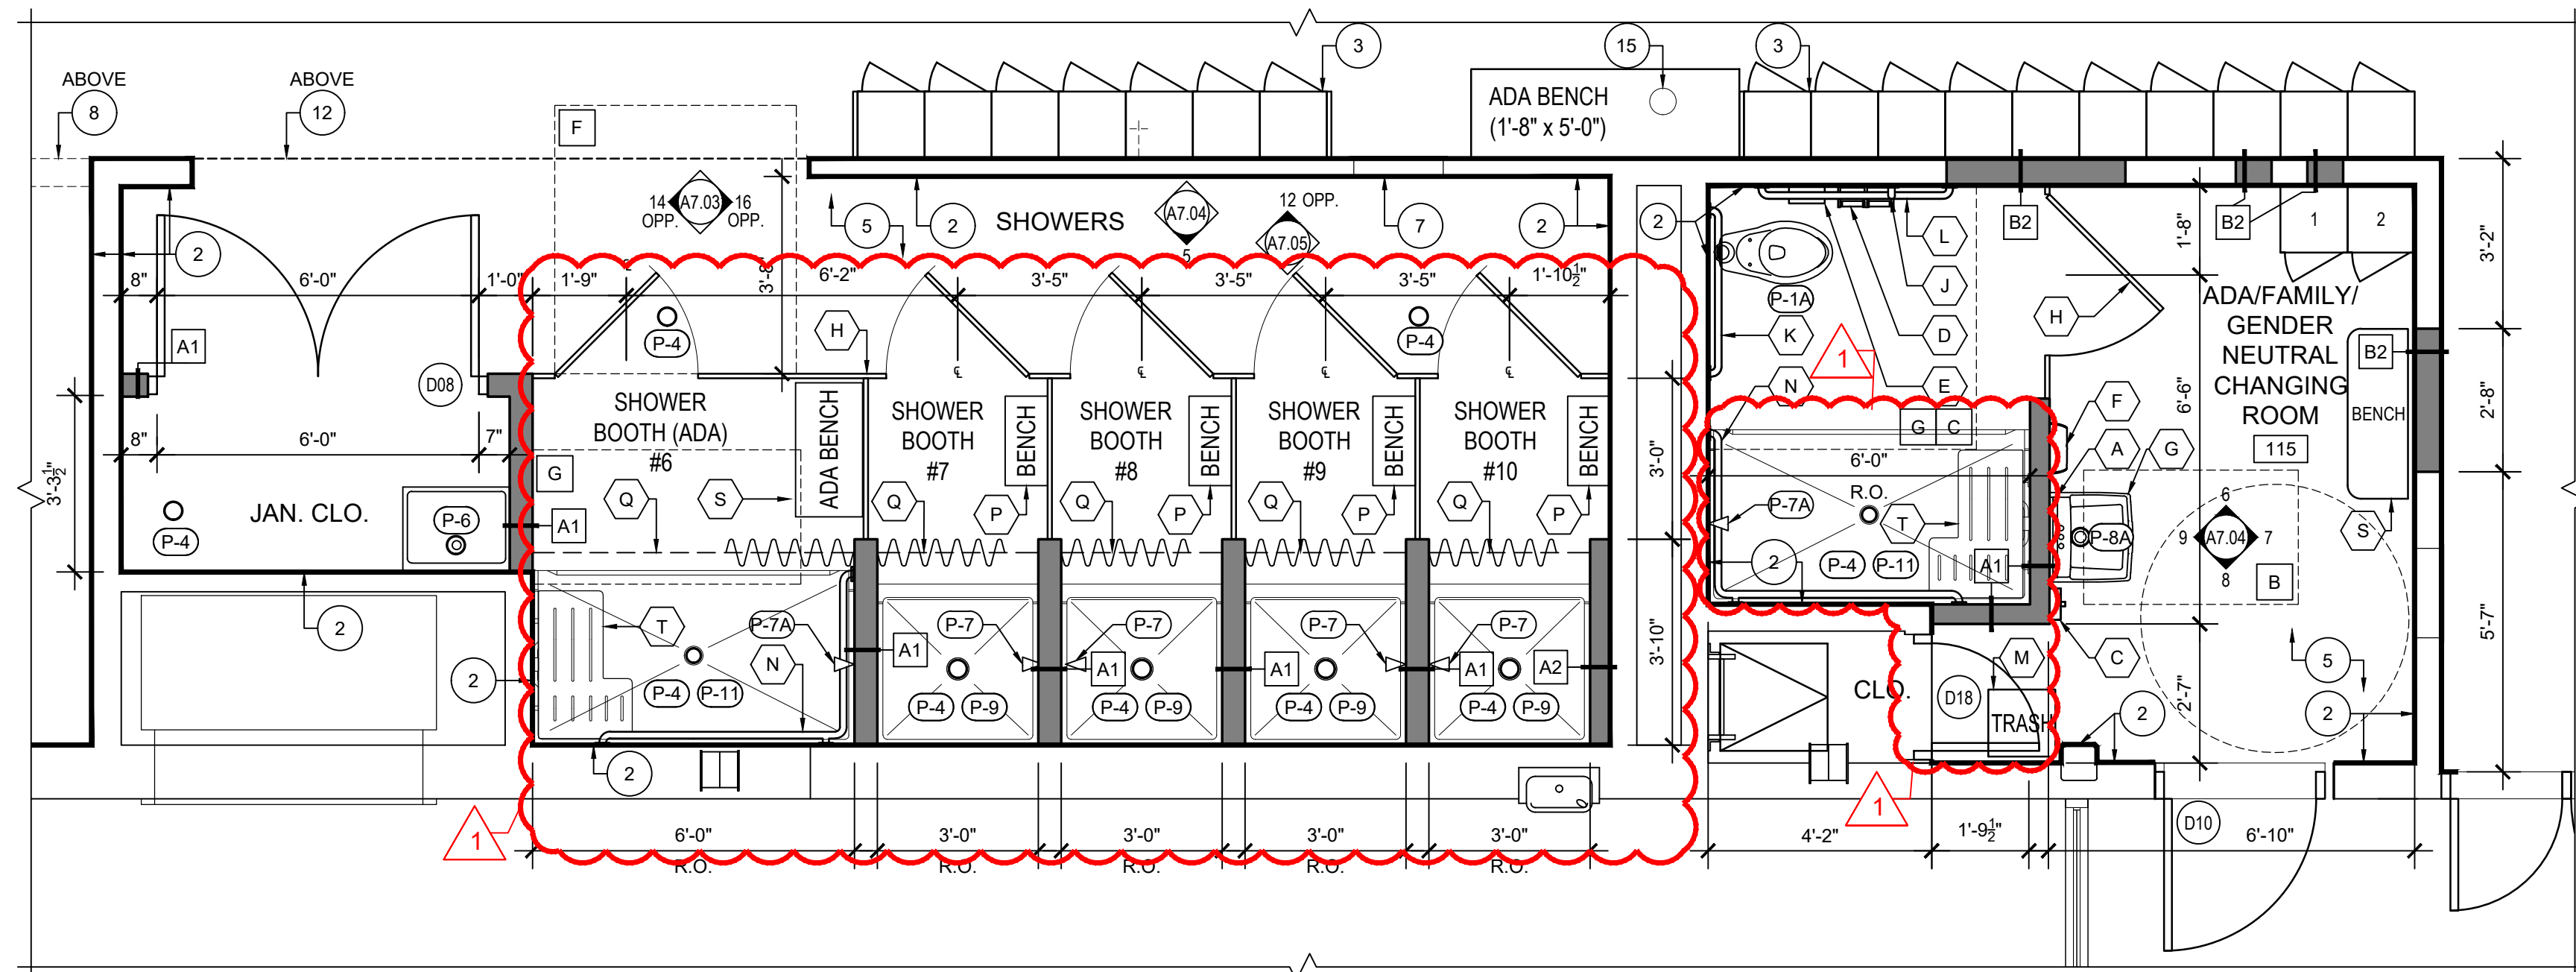 ABOVE
ABOVE
8
12
3
15
3
ADA BENCH
(1'-8" x 5'-0")
F
14
OPP.
A7.03
16
OPP.
5
2
SHOWERS
A7.04
5
12 OPP.
A7.05
7
2
2
2
L
B2
B2
1
2
1'-8"
3'-2"
8"
6'-0"
1'-0"
1'-9"
℄
3'-8"
6'-2"
3'-5"
3'-5"
3'-5"
1'-10½"
P-1A
J
K
D
H
ADA/FAMILY/
GENDER
NEUTRAL
CHANGING
ROOM
115
A1
D08
P-4
H
P-4
℄
℄
℄
℄
1
N
E
6'-6"
B2
BENCH
2'-8"
SHOWER
BOOTH (ADA)
#6
ADA BENCH
SHOWER
BOOTH
#7
BENCH
SHOWER
BOOTH
#8
BENCH
SHOWER
BOOTH
#9
BENCH
SHOWER
BOOTH
#10
BENCH
3'-0"
G
C
F
A
G
8"
6'-0"
7"
3'-3½"
G
Q
S
Q
P
Q
P
Q
P
Q
P
6'-0"
R.O.
P-7A
T
JAN. CLO.
P-4
P-6
A1
P-4
P-11
A1
2
P-8A
6
9
A7.04
7
8
B
S
2
T
P-7A
N
A1
P-7
P-7
A1
A1
P-7
P-7
A1
A2
3'-10"
2
P-4
P-11
P-4
P-9
P-4
P-9
P-4
P-9
P-4
P-9
2
CLO.
D18
M
TRASH
C
2'-7"
2
5
2
5'-7"
1
1
6'-0"
R.O.
3'-0"
R.O.
3'-0"
R.O.
3'-0"
R.O.
3'-0"
R.O.
4'-2"
1'-9½"
D10
6'-10"